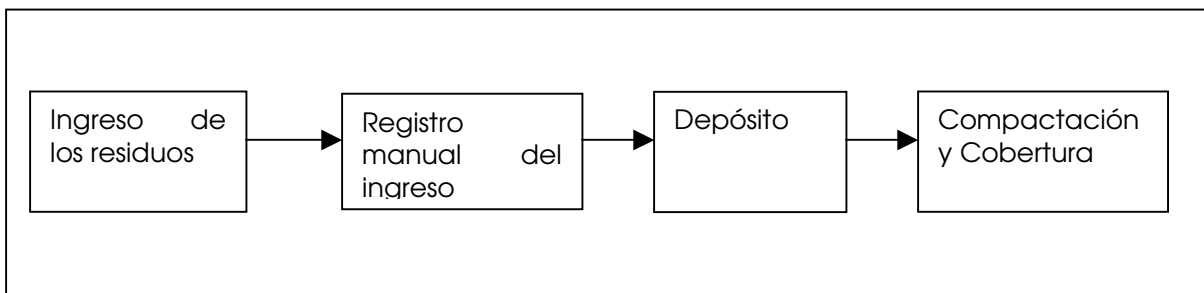 Ingreso de
los residuos
Registro
manual del
ingreso
Depósito
Compactación
y Cobertura